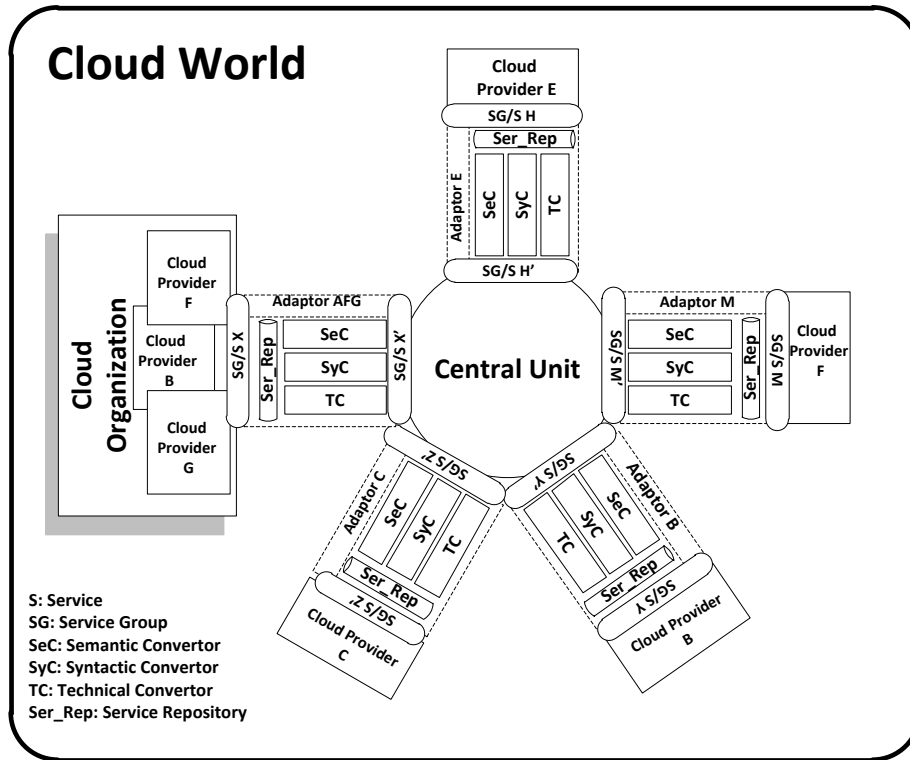 Cloud World
Cloud
Provider E
SG/S H
Ser_Rep
Adaptor E
SeC
SyC
TC
SG/S H’
Cloud
Organization
Cloud
Provider
F
Cloud
Provider
B
Cloud
Provider
G
SG/S X
Adaptor AFG
Ser_Rep
SeC
SyC
TC
SG/S X’
Central Unit
SG/S M’
Adaptor M
SeC
SyC
TC
Ser_Rep
SG/S M
Cloud
Provider
F
SG/S Z’
Adaptor C
SeC
SyC
TC
Ser_Rep
SG/S Z’
Cloud Provider
C
SG/S Y’
Adaptor B
SeC
SyC
TC
Ser_Rep
SG/S Y
Cloud Provider
B
S: Service
SG: Service Group
SeC: Semantic Convertor
SyC: Syntactic Convertor
TC: Technical Convertor
Ser_Rep: Service Repository